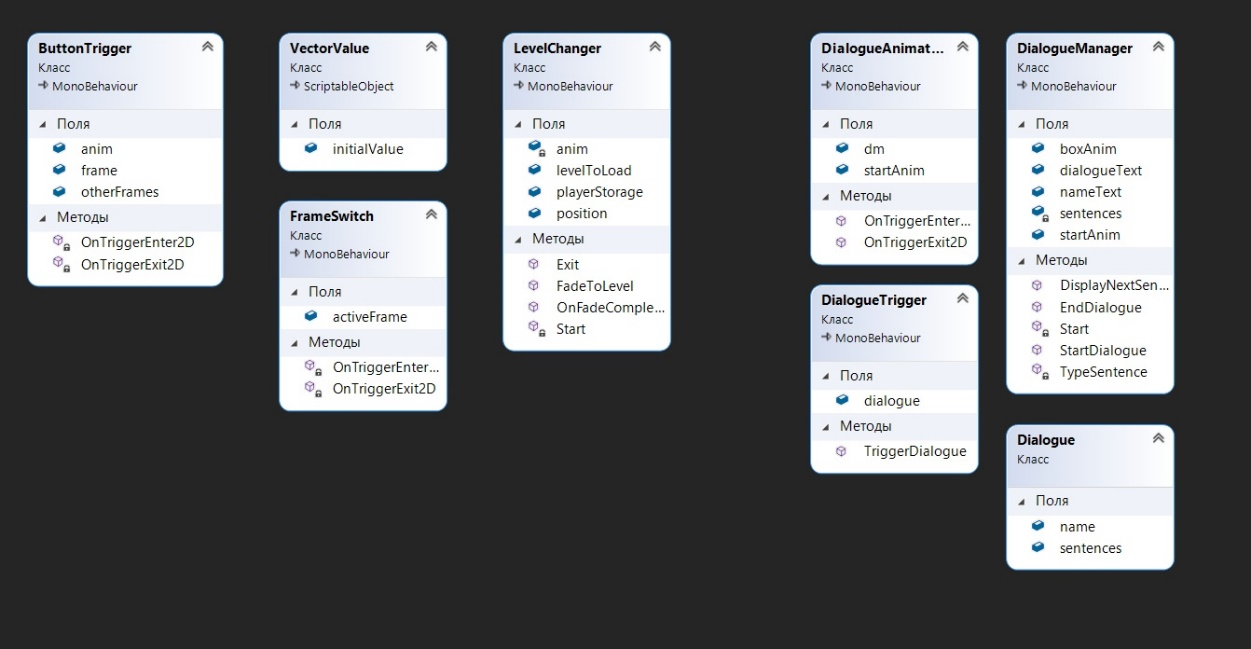 ButtonTrigger
Класс
MonoBehaviour
Поля
anim
frame
otherFrames
Методы
OnTriggerEnter2D
OnTriggerExit2D
VectorValue
Класс
ScriptableObject
Поля
initialValue
FrameSwitch
Класс
MonoBehaviour
Поля
activeFrame
Методы
OnTriggerEnter...
OnTriggerExit2D
LevelChanger
Класс
MonoBehaviour
Поля
anim
levelToLoad
playerStorage
position
Методы
Exit
FadeToLevel
OnFadeComple...
Start
DialogueAnimat...
Класс
MonoBehaviour
Поля
dm
startAnim
Методы
OnTriggerEnter...
OnTriggerExit2D
DialogueTrigger
Класс
MonoBehaviour
Поля
dialogue
Методы
TriggerDialogue
DialogueManager
Класс
MonoBehaviour
Поля
boxAnim
dialogueText
nameText
sentences
startAnim
Методы
DisplayNextSen...
EndDialogue
Start
StartDialogue
TypeSentence
Dialogue
Класс
Поля
name
sentences